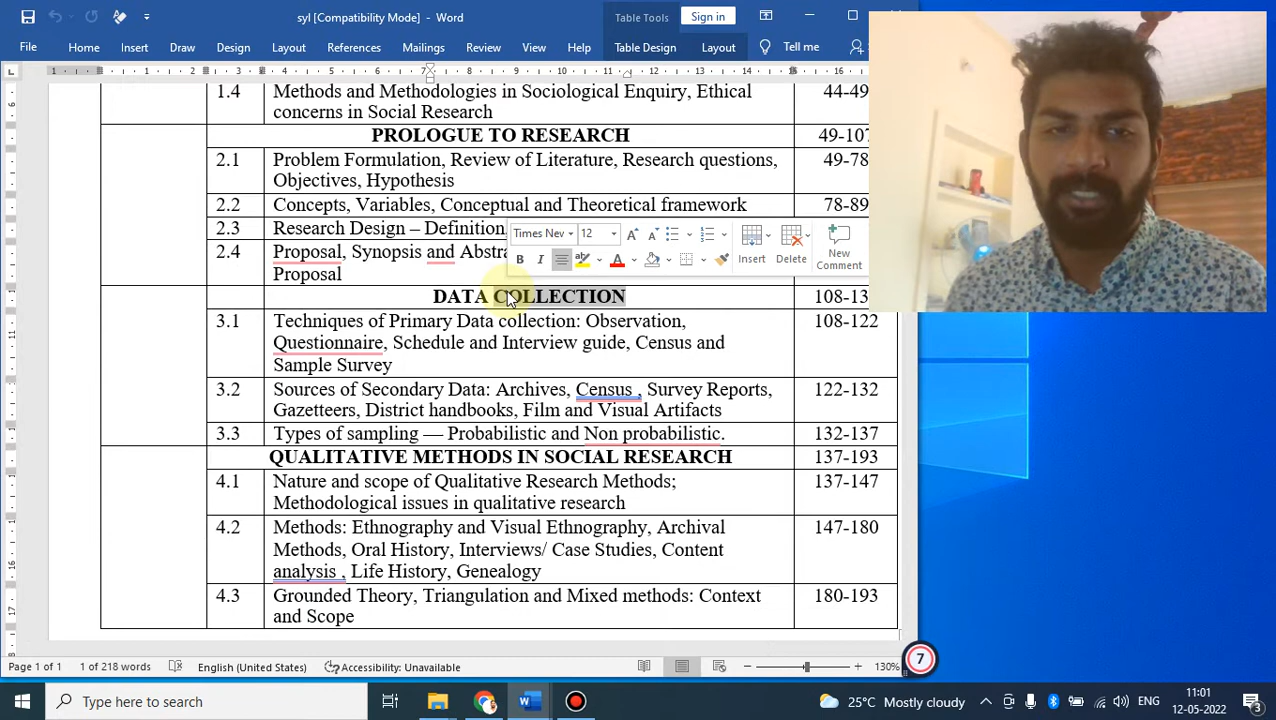 syl [Compatibility Mode] - Word
Table Tools
Sign in
File Home Insert Draw Design Layout References Mailings Review View Help Table Design Layout Tell me
1.4 Methods and Methodologies in Sociological Enquiry, Ethical 44-49
concerns in Social Research
PROLOGUE TO RESEARCH 49-107
2.1 Problem Formulation, Review of Literature, Research questions, 49-78
Objectives, Hypothesis
2.2 Concepts, Variables, Conceptual and Theoretical framework 78-89
2.3 Research Design – Definition,
2.4 Proposal, Synopsis and Abstra
Proposal
Times Nev 12
Insert Delete New
Comment
DATA COLLECTION 108-13
3.1 Techniques of Primary Data collection: Observation, 108-122
Questionnaire, Schedule and Interview guide, Census and
Sample Survey
3.2 Sources of Secondary Data: Archives, Census , Survey Reports, 122-132
Gazetteers, District handbooks, Film and Visual Artifacts
3.3 Types of sampling — Probabilistic and Non probabilistic. 132-137
QUALITATIVE METHODS IN SOCIAL RESEARCH 137-193
4.1 Nature and scope of Qualitative Research Methods; 137-147
Methodological issues in qualitative research
4.2 Methods: Ethnography and Visual Ethnography, Archival 147-180
Methods, Oral History, Interviews/ Case Studies, Content
analysis , Life History, Genealogy
4.3 Grounded Theory, Triangulation and Mixed methods: Context 180-193
and Scope
Page 1 of 1 1 of 218 words English (United States) Accessibility: Unavailable 130%
7
Type here to search
25°C Mostly cloudy
ENG
11:01
12-05-2022
3